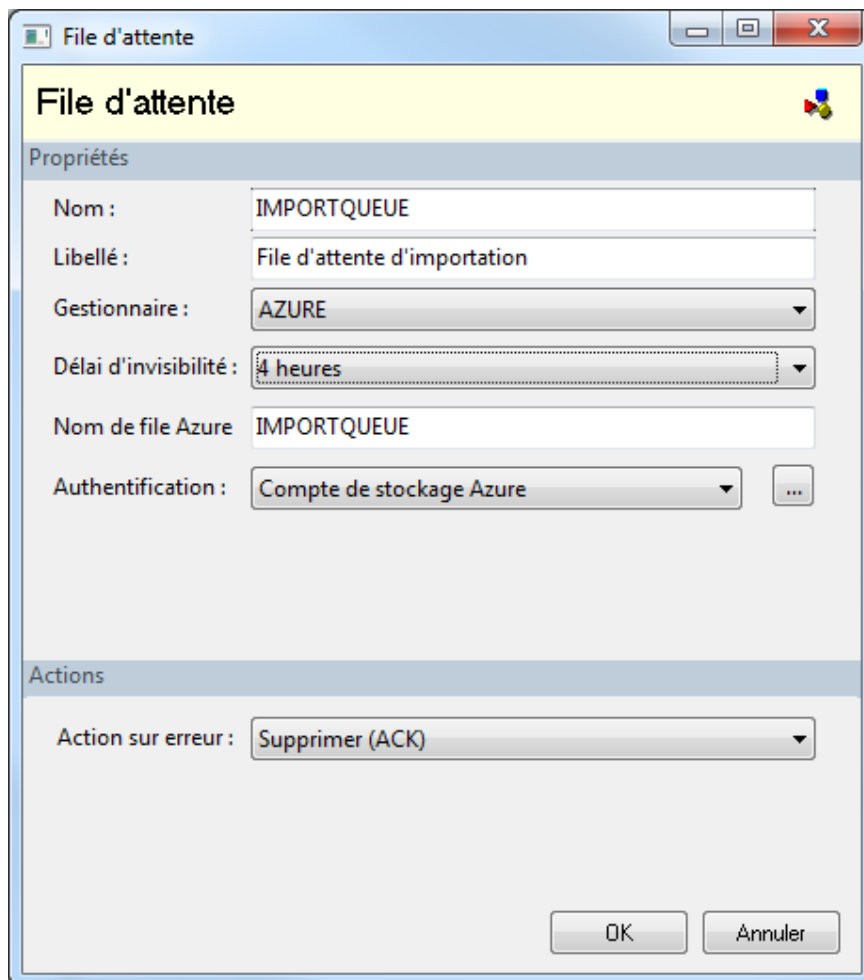 File d'attente
File d'attente
Propriétés
Nom : IMPORTQUEUE
Libellé : File d'attente d'importation
Gestionnaire : AZURE
Délai d'invisibilité : 4 heures
Nom de file Azure IMPORTQUEUE
Authentification : Compte de stockage Azure ...
Actions
Action sur erreur : Supprimer (ACK)
OK Annuler